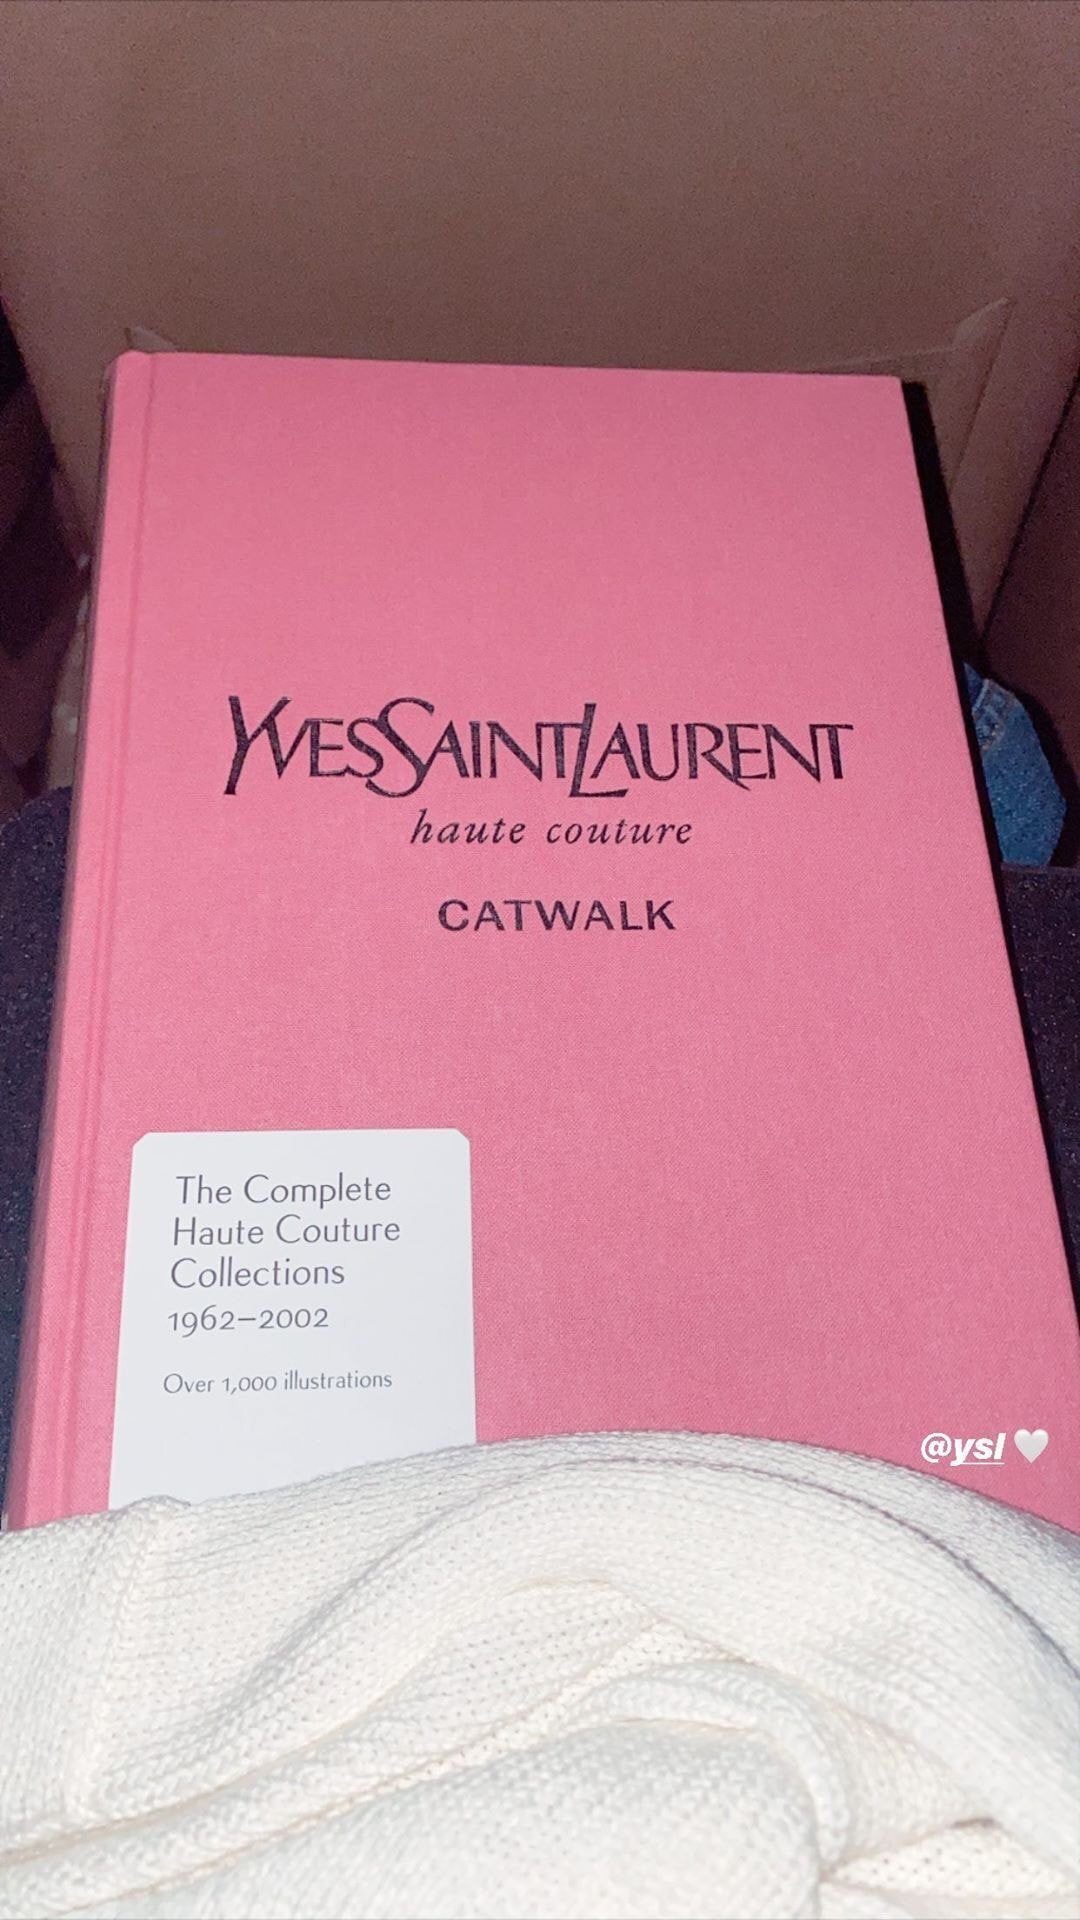 YVESSAINTLAURENT
haute couture
CATWALK
The Complete
Haute Couture
Collections
1962–2002
Over 1,000 illustrations
@ysl 🤍